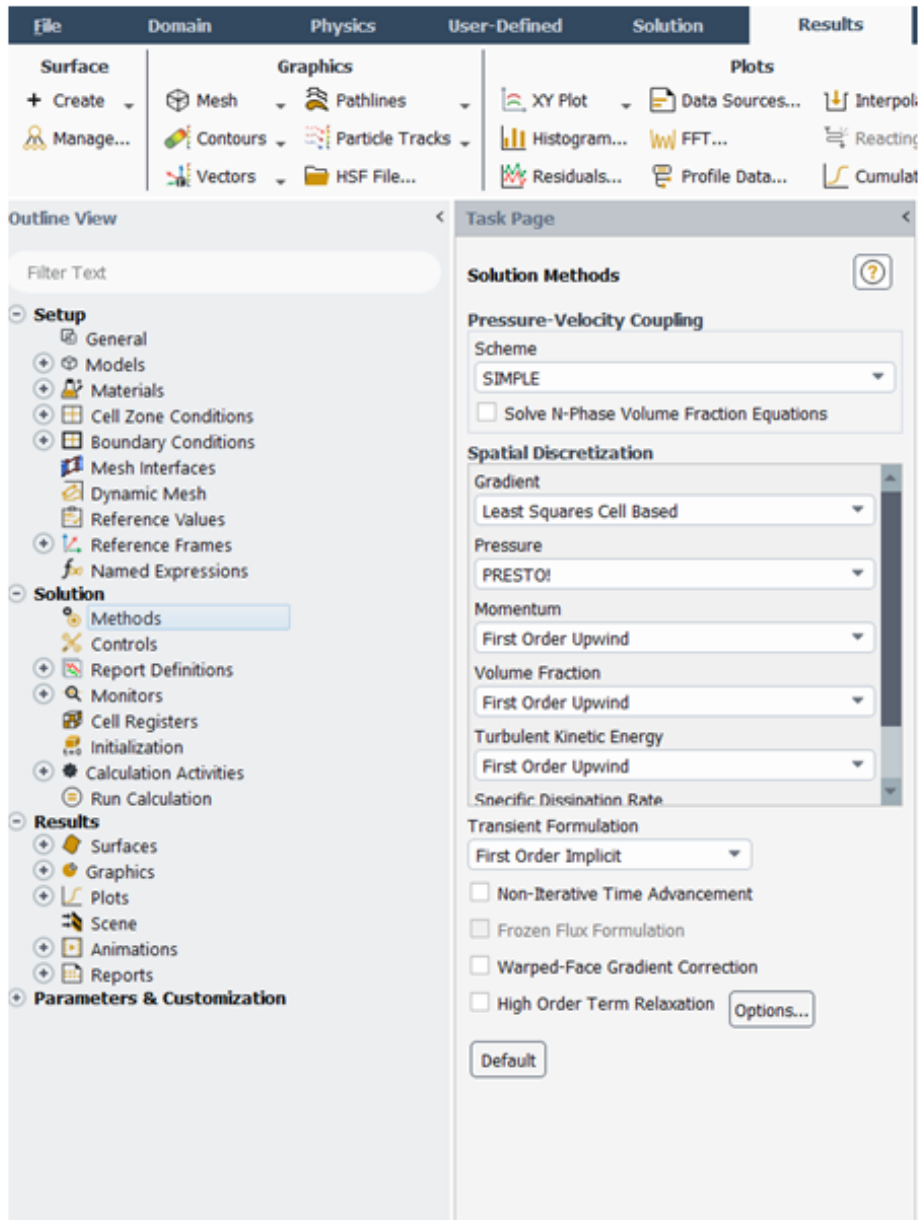 File Domain Physics User-Defined Solution Results
Surface Graphics Plots
+ Create Mesh Pathlines XY Plot Data Sources... Interpola
Manage... Contours Particle Tracks Histogram... FFT... Reacting
Vectors HSF File... Residuals... Profile Data... Cumulat
Outline View
Filter Text
Setup
General
Models
Materials
Cell Zone Conditions
Boundary Conditions
Mesh Interfaces
Dynamic Mesh
Reference Values
Reference Frames
Named Expressions
Solution
Methods
Controls
Report Definitions
Monitors
Cell Registers
Initialization
Calculation Activities
Run Calculation
Results
Surfaces
Graphics
Plots
Scene
Animations
Reports
Parameters & Customization
Task Page
Solution Methods
Pressure-Velocity Coupling
Scheme
SIMPLE
Solve N-Phase Volume Fraction Equations
Spatial Discretization
Gradient
Least Squares Cell Based
Pressure
PRESTO!
Momentum
First Order Upwind
Volume Fraction
First Order Upwind
Turbulent Kinetic Energy
First Order Upwind
Specific Dissipation Rate
Transient Formulation
First Order Implicit
Non-Iterative Time Advancement
Frozen Flux Formulation
Warped-Face Gradient Correction
High Order Term Relaxation Options...
Default